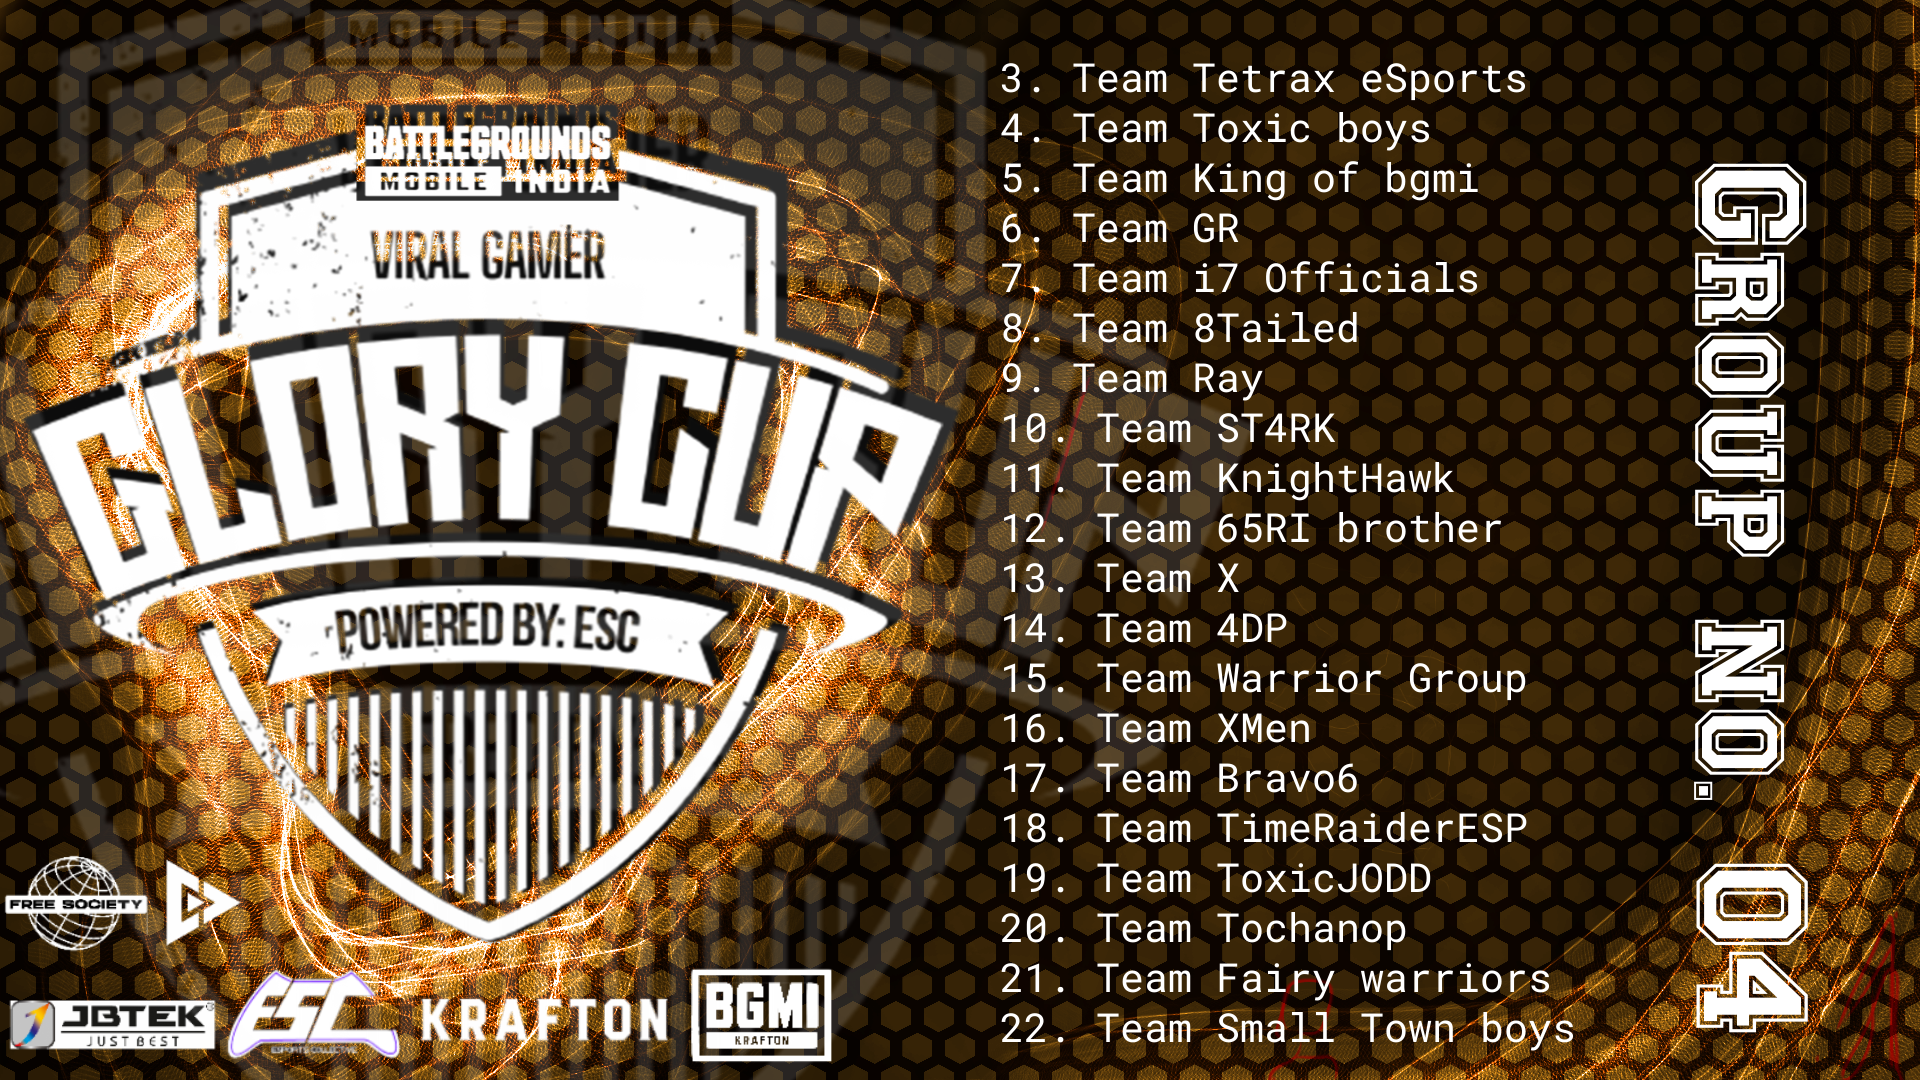 MOBILE INDIA
BATTLEGROUNDS
MOBILE INDIA
VIRAL GAMER
GLORY CUP
POWERED BY: ESC
FREE SOCIETY
JBTEK
JUST BEST
ESC
ESPORTS COLLECTIVE
KRAFTON
BGMI
KRAFTON
3. Team Tetrax eSports
4. Team Toxic boys
5. Team King of bgmi
6. Team GR
7. Team i7 Officials
8. Team 8Tailed
9. Team Ray
10. Team ST4RK
11. Team KnightHawk
12. Team 65RI brother
13. Team X
14. Team 4DP
15. Team Warrior Group
16. Team XMen
17. Team Bravo6
18. Team TimeRaiderESP
19. Team ToxicJODD
20. Team Tochanop
21. Team Fairy warriors
22. Team Small Town boys
GROUP NO. 04